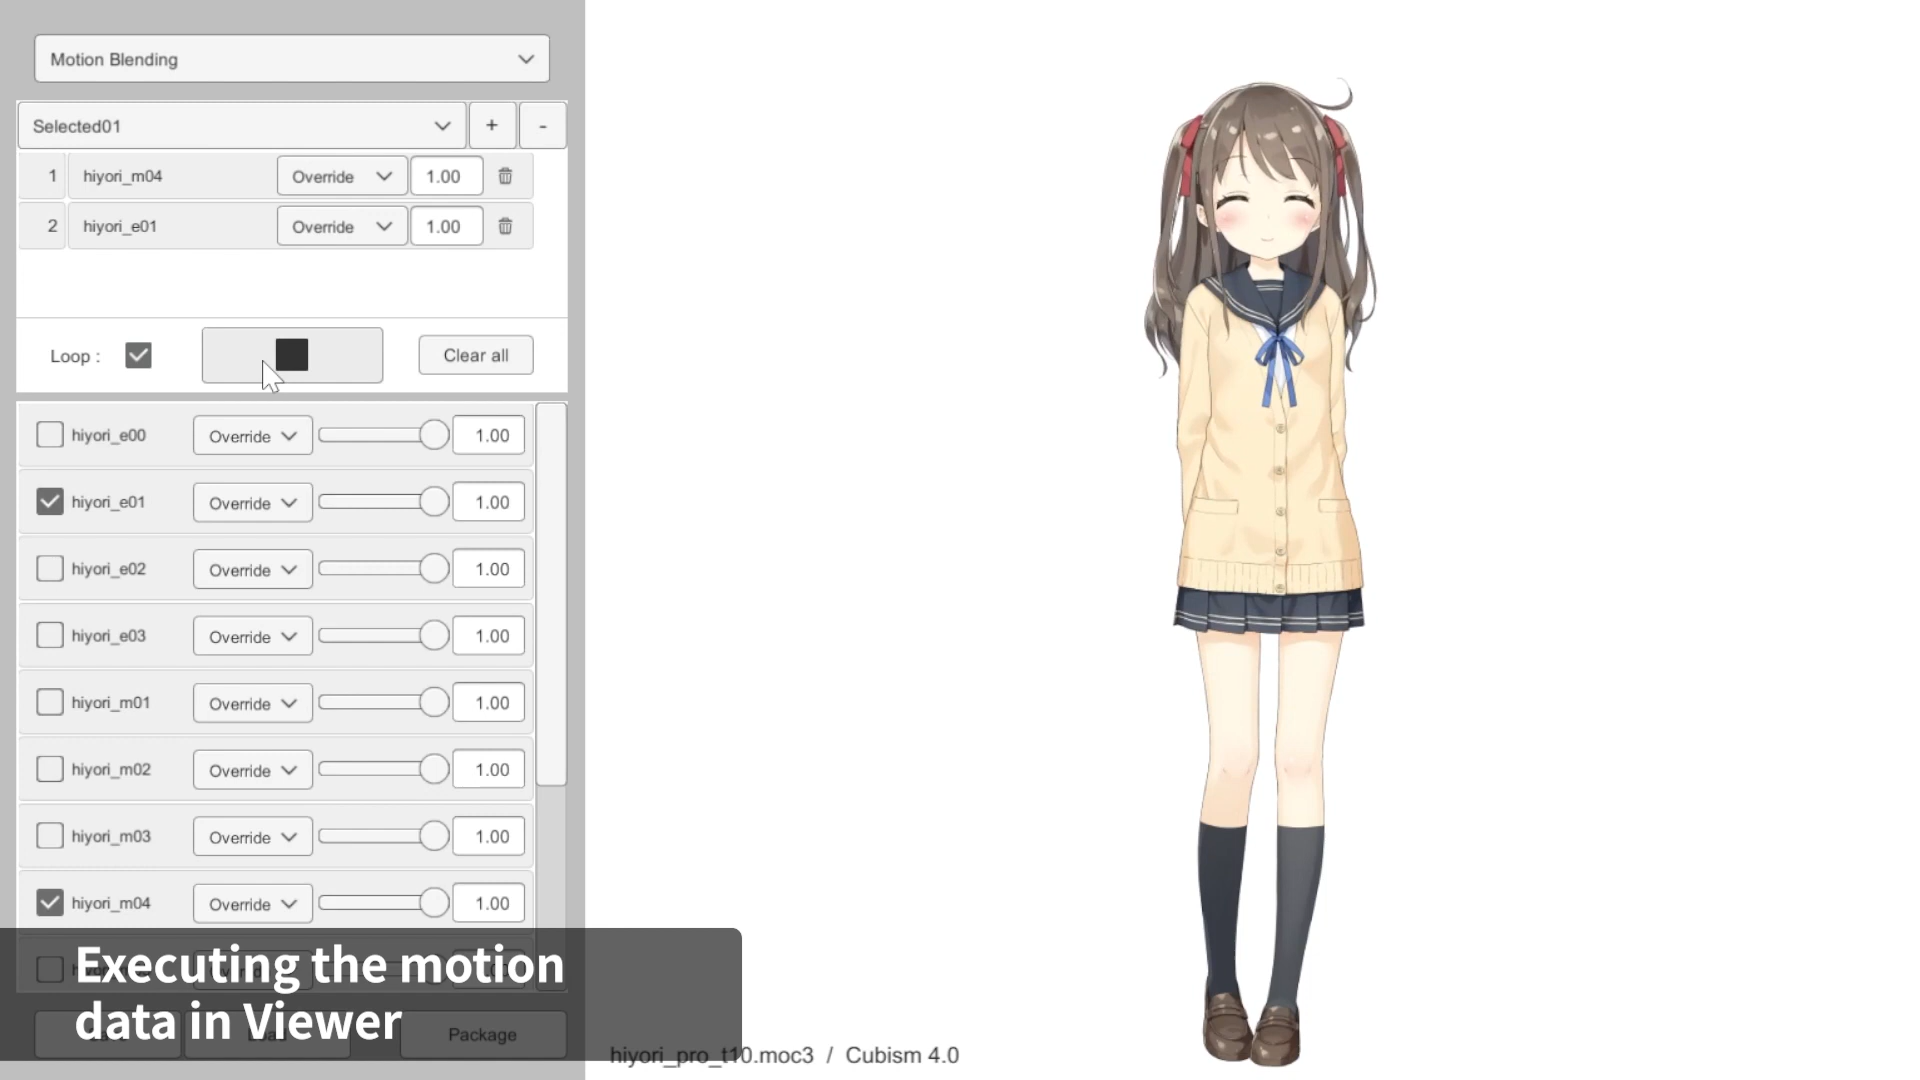 Motion Blending
Selected01 + -
1 hiyori_m04 Override 1.00
2 hiyori_e01 Override 1.00
Loop : Clear all
hiyori_e00 Override 1.00
hiyori_e01 Override 1.00
hiyori_e02 Override 1.00
hiyori_e03 Override 1.00
hiyori_m01 Override 1.00
hiyori_m02 Override 1.00
hiyori_m03 Override 1.00
hiyori_m04 Override 1.00
Executing the motion
data in Viewer
Package
hiyori_pro_t10.moc3 / Cubism 4.0